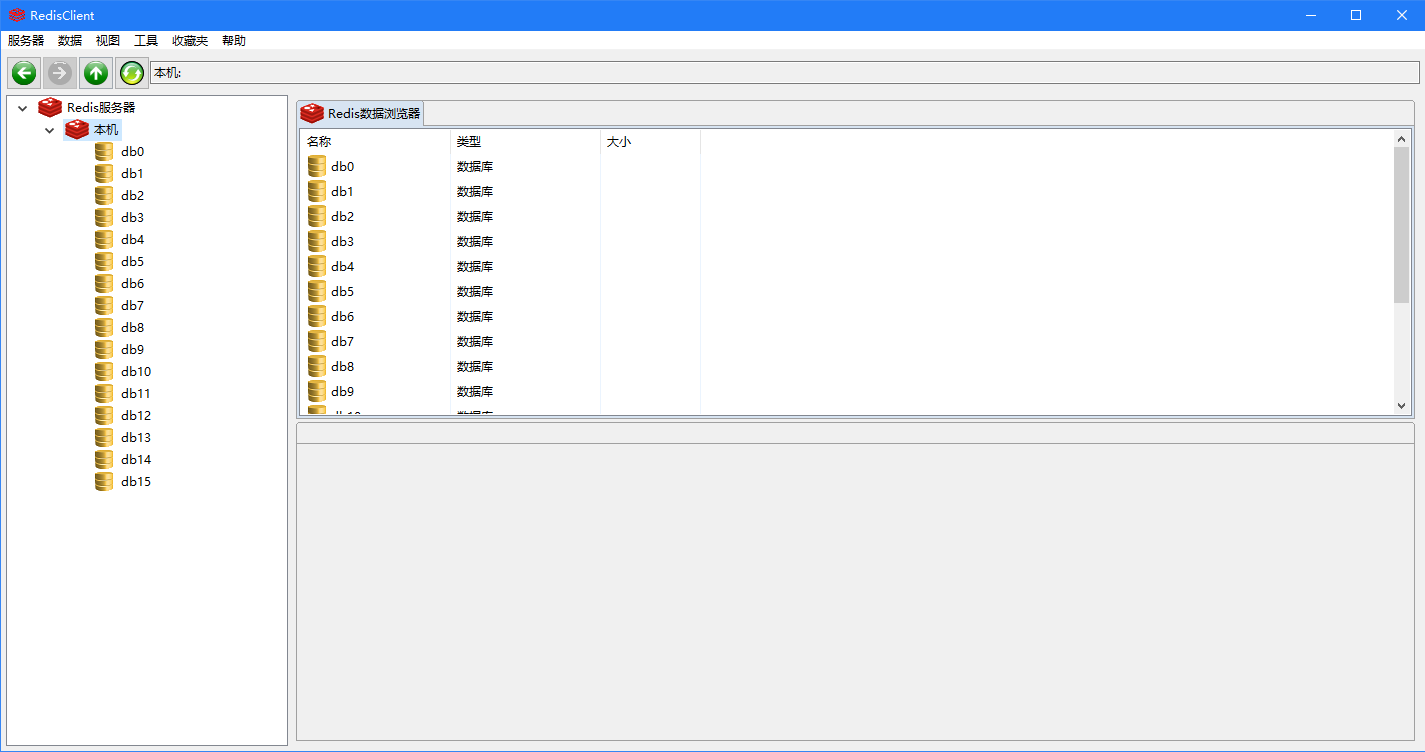 RedisClient
服务器 数据 视图 工具 收藏夹 帮助
本机:
Redis服务器
本机
db0
db1
db2
db3
db4
db5
db6
db7
db8
db9
db10
db11
db12
db13
db14
db15
Redis数据浏览器
名称 类型 大小
db0 数据库
db1 数据库
db2 数据库
db3 数据库
db4 数据库
db5 数据库
db6 数据库
db7 数据库
db8 数据库
db9 数据库